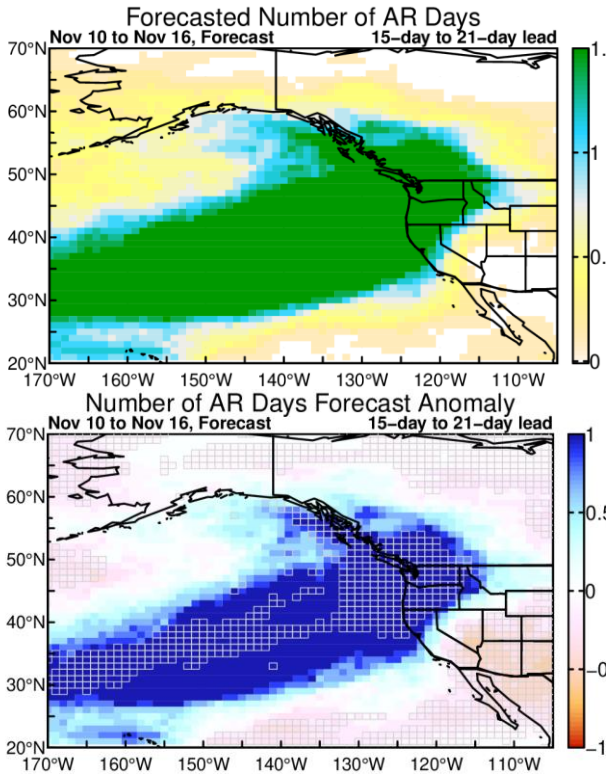 Forecasted Number of AR Days
Nov 10 to Nov 16, Forecast 15-day to 21-day lead
70°N
60°N
50°N
40°N
30°N
20°N
170°W 160°W 150°W 140°W 130°W 120°W 110°W
1.
1
0.
0
Number of AR Days Forecast Anomaly
Nov 10 to Nov 16, Forecast 15-day to 21-day lead
70°N
60°N
50°N
40°N
30°N
20°N
170°W 160°W 150°W 140°W 130°W 120°W 110°W
1
0.5
0
-0
-1